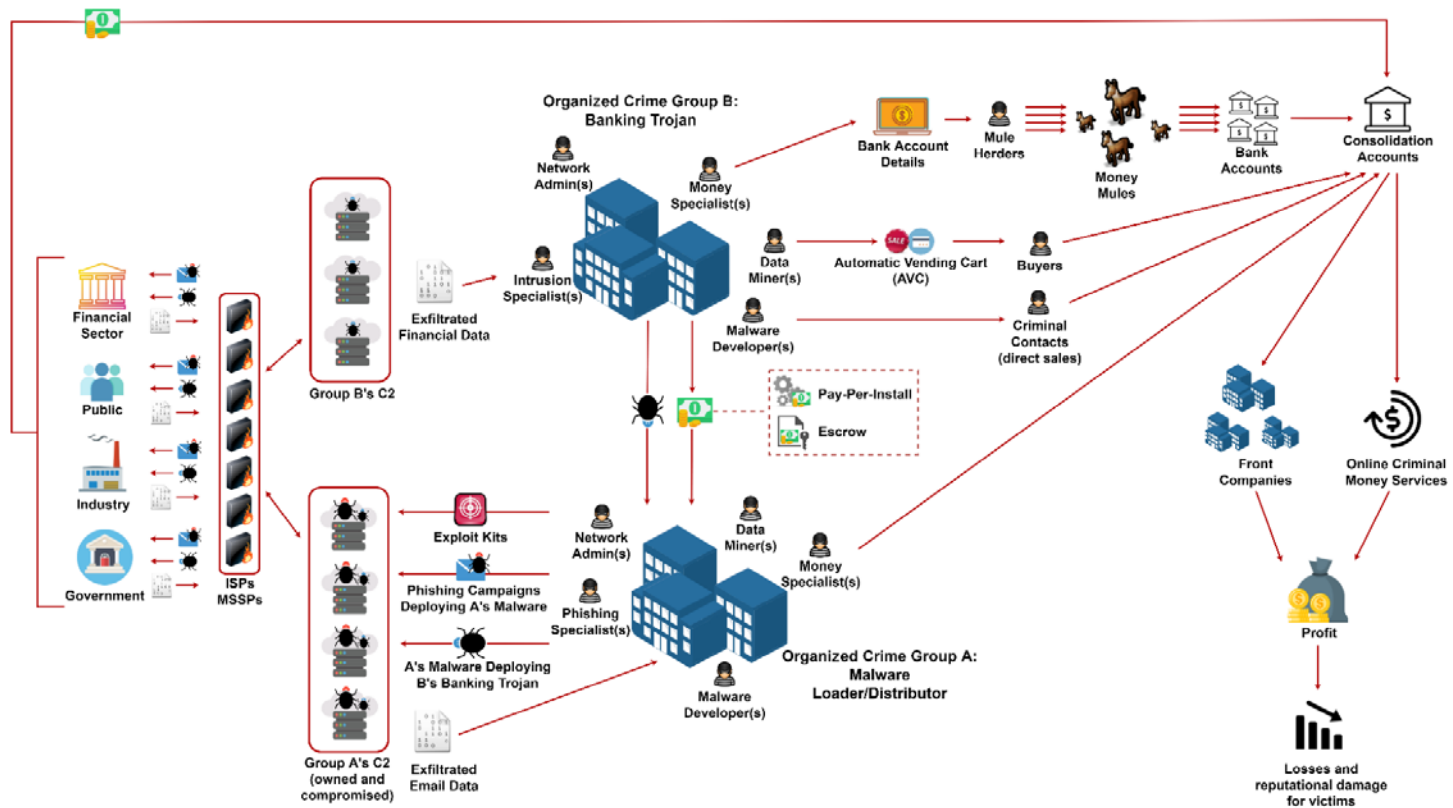 Organized Crime Group B:
Banking Trojan
Network
Admin(s)
Money
Specialist(s)
Intrusion
Specialist(s)
Data
Miner(s)
Malware
Developer(s)
Bank Account
Details
Mule
Herders
Money
Mules
Bank
Accounts
Consolidation
Accounts
SALE
Automatic Vending Cart
(AVC)
Buyers
Criminal
Contacts
(direct sales)
Financial
Sector
Public
Industry
Government
ISPs
MSSPs
Group B's C2
Exfiltrated
Financial Data
Pay-Per-Install
Escrow
Front
Companies
Online Criminal
Money Services
Profit
Losses and
reputational damage
for victims
Exploit Kits
Phishing Campaigns
Deploying A's Malware
A's Malware Deploying
B's Banking Trojan
Network
Admin(s)
Data
Miner(s)
Money
Specialist(s)
Phishing
Specialist(s)
Malware
Developer(s)
Organized Crime Group A:
Malware
Loader/Distributor
Group A's C2
(owned and
compromised)
Exfiltrated
Email Data